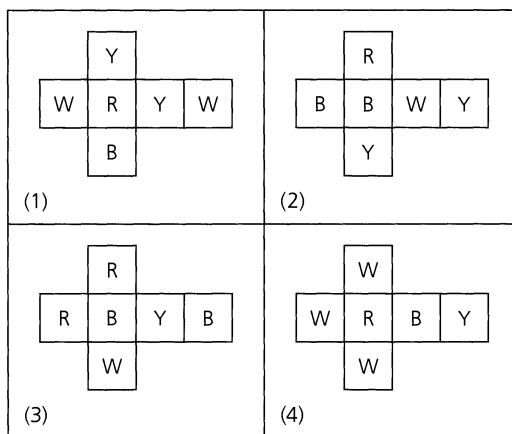 Y
W R Y W
B
(1)
R
B B W Y
Y
(2)
R
R B Y B
W
(3)
W
W R B Y
W
(4)